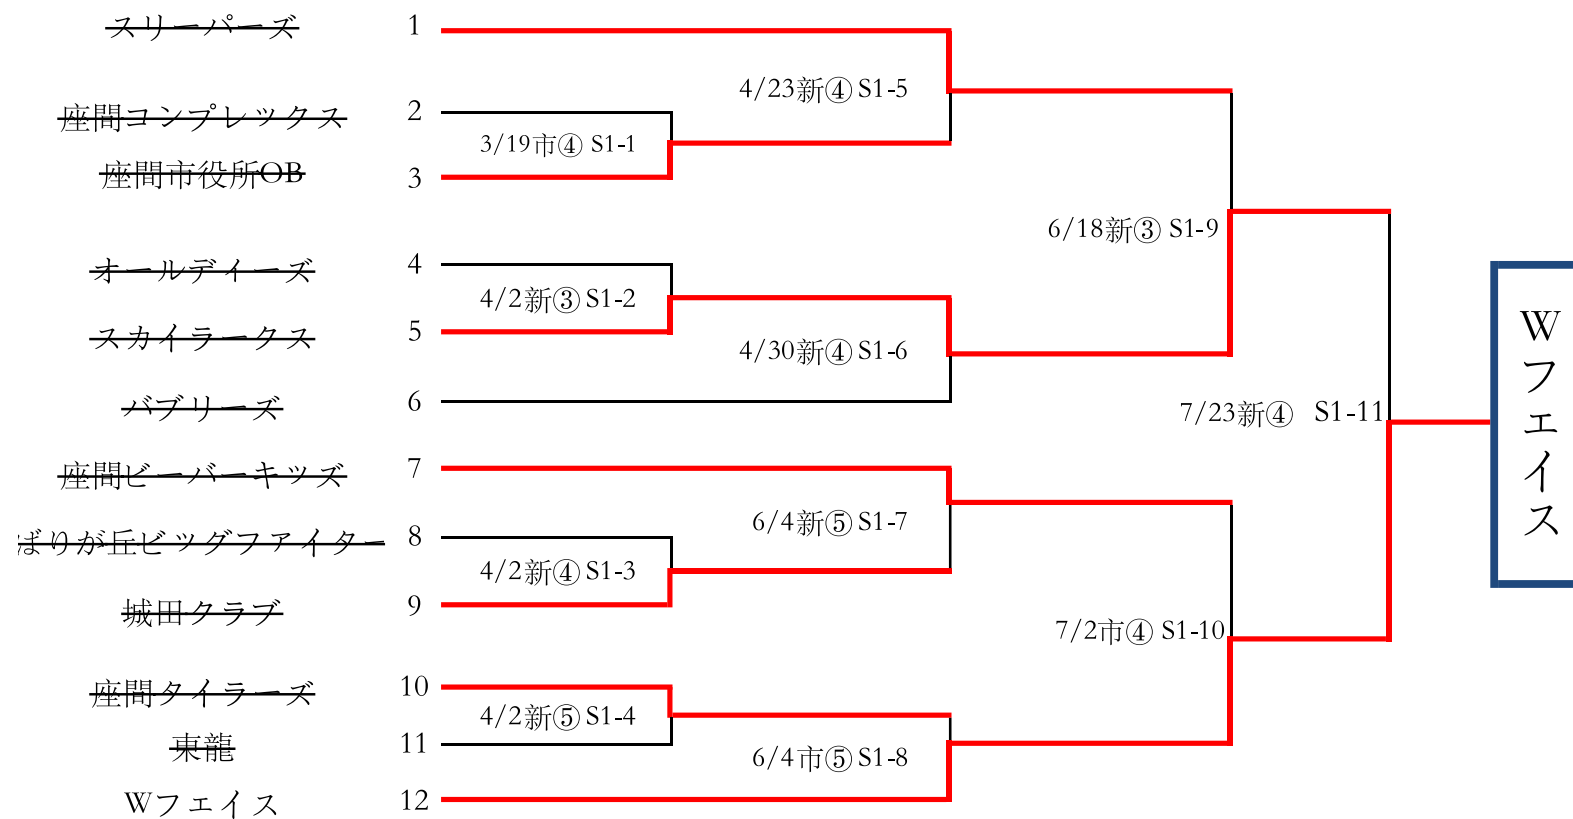 スリーパーズ 1
4/23新④ S1-5
座間コンプレックス 2
3/19市④ S1-1
座間市役所OB 3
6/18新③ S1-9
オールディーズ 4
4/2新③ S1-2
スカイラークス 5
4/30新④ S1-6
バブリーズ 6
7/23新④ S1-11
Wフェイス
座間ビーバーキッズ 7
6/4新⑤ S1-7
ばりが丘ビッグファイター 8
4/2新④ S1-3
城田クラブ 9
7/2市④ S1-10
座間タイラーズ 10
4/2新⑤ S1-4
東龍 11
6/4市⑤ S1-8
Wフェイス 12